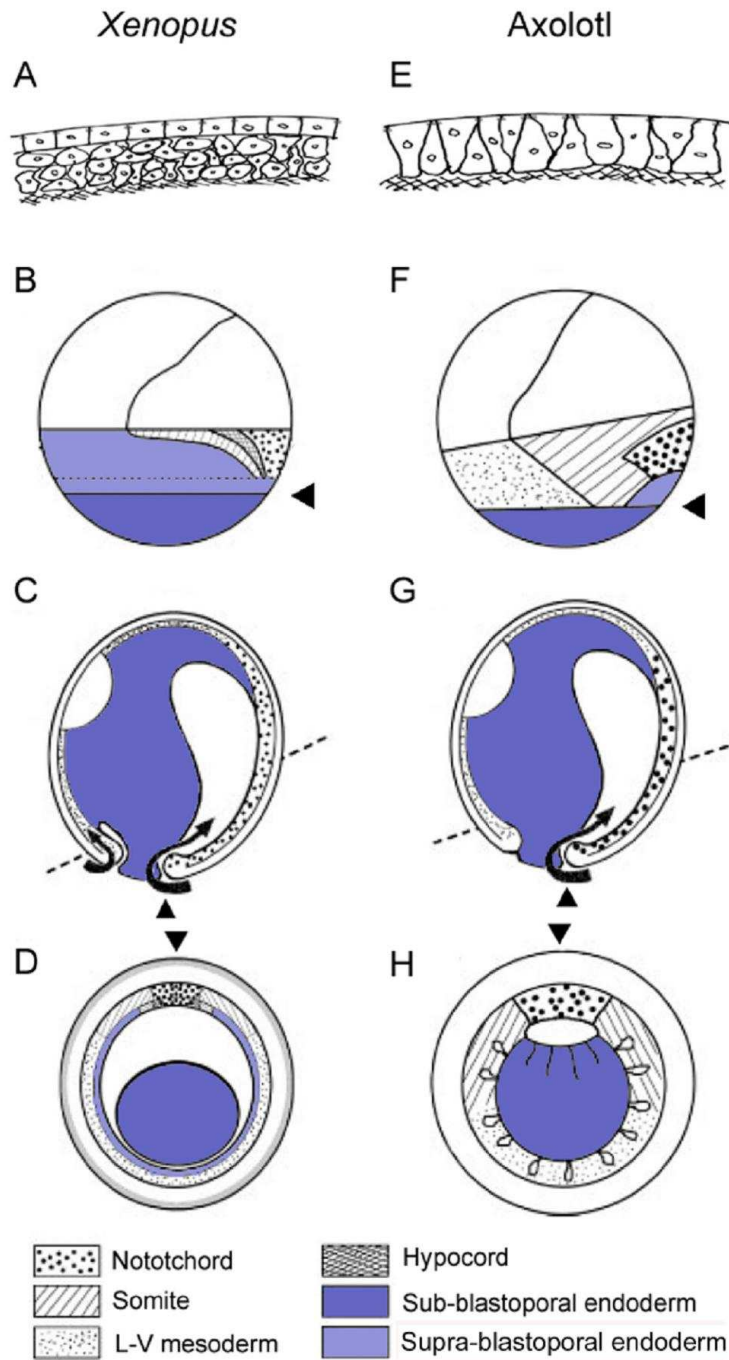 Xenopus Axolotl
A E
B F
C G
D H
Nototchord Hypocord
Somite Sub-blastoporal endoderm
L-V mesoderm Supra-blastoporal endoderm